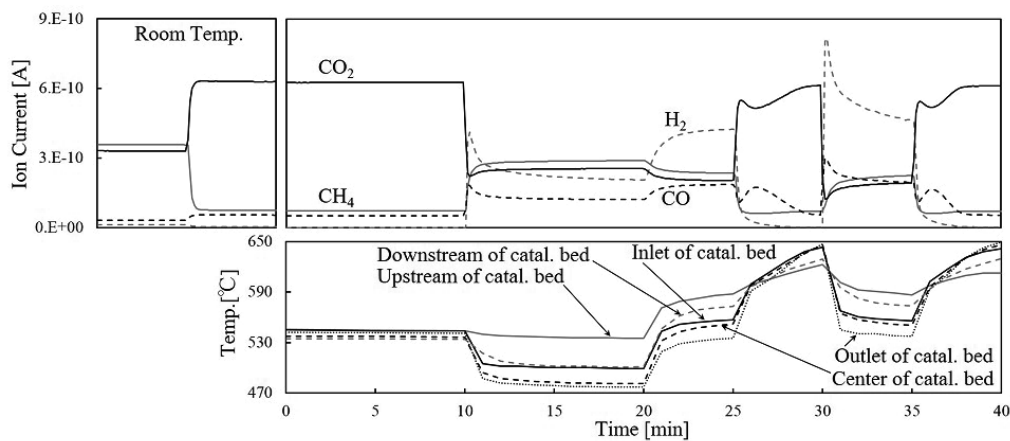 9.E-10
Room Temp.
6.E-10
CO₂
H₂
3.E-10
CH₄
CO
0.E+00
Ion Current [A]
650
Downstream of catal. bed
Inlet of catal. bed
Upstream of catal. bed
590
530
Outlet of catal. bed
Center of catal. bed
470
Temp.[℃]
0 5 10 15 20 25 30 35 40
Time [min]